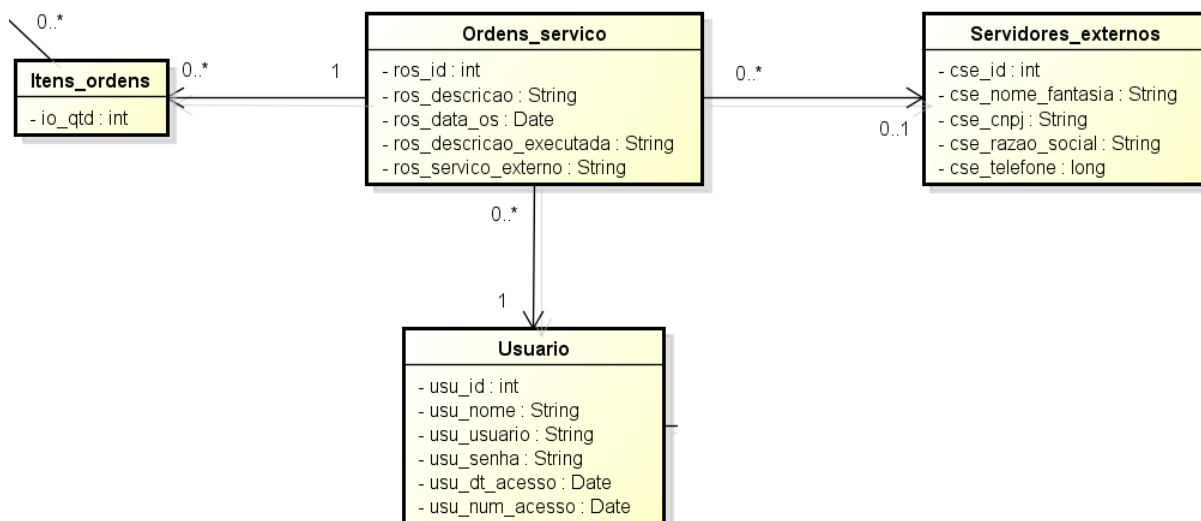 0..*
Itens_ordens
- io_qtd : int
0..*
1
Ordens_servico
- ros_id : int
- ros_descricao : String
- ros_data_os : Date
- ros_descricao_executada : String
- ros_servico_externo : String
0..*
0..1
Servidores_externos
- cse_id : int
- cse_nome_fantasia : String
- cse_cnpj : String
- cse_razao_social : String
- cse_telefone : long
0..*
1
Usuario
- usu_id : int
- usu_nome : String
- usu_usuario : String
- usu_senha : String
- usu_dt_acesso : Date
- usu_num_acesso : Date